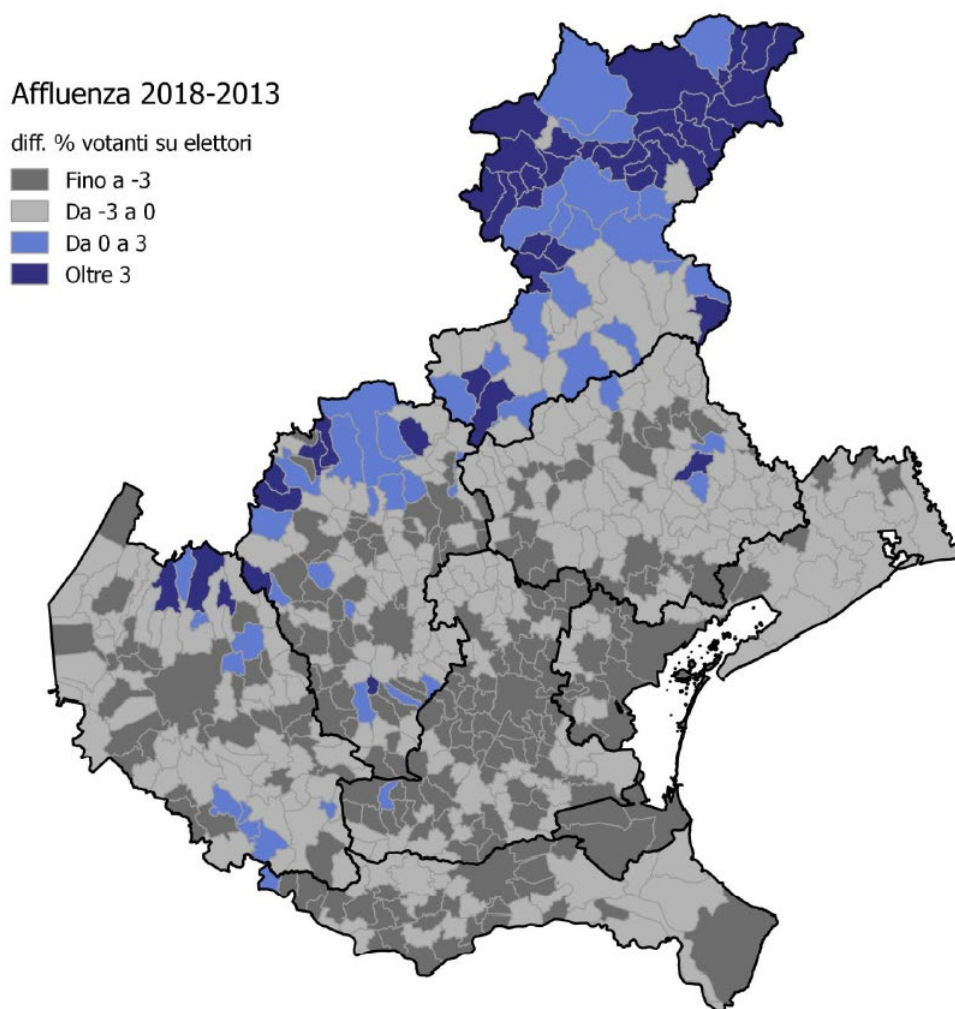 Affluenza 2018-2013
diff. % votanti su elettori
Fino a -3
Da -3 a 0
Da 0 a 3
Oltre 3